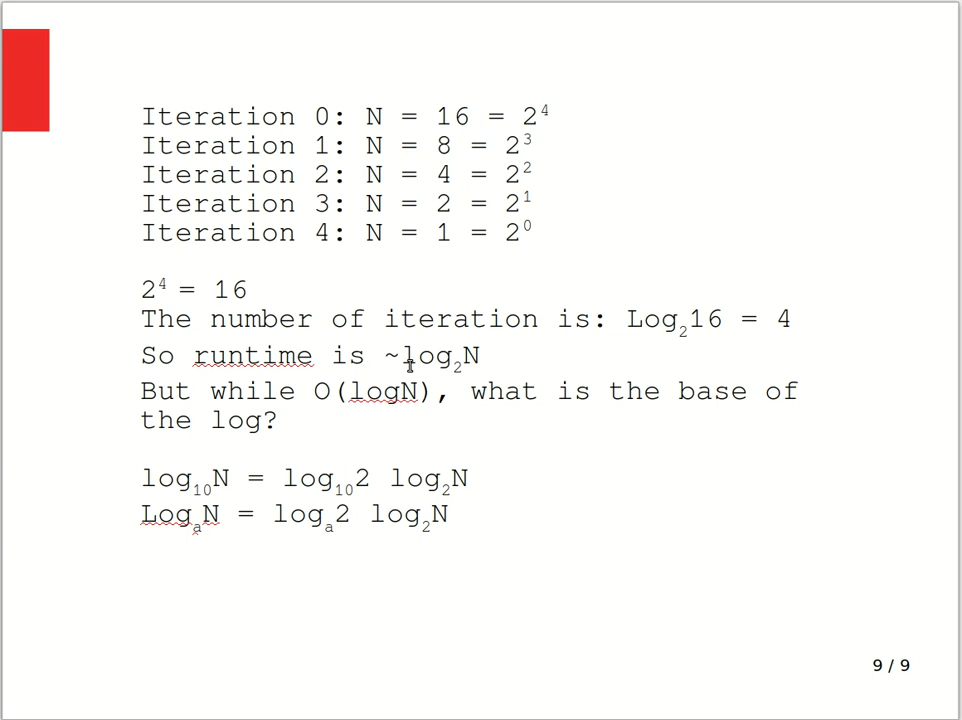 Iteration 0: N = 16 = 2⁴
Iteration 1: N = 8 = 2³
Iteration 2: N = 4 = 2²
Iteration 3: N = 2 = 2¹
Iteration 4: N = 1 = 2⁰
2⁴ = 16
The number of iteration is: Log₂16 = 4
So runtime is ~log₂N
But while O(logN), what is the base of
the log?
log₁₀N = log₁₀2 log₂N
LogₐN = logₐ2 log₂N
9 / 9